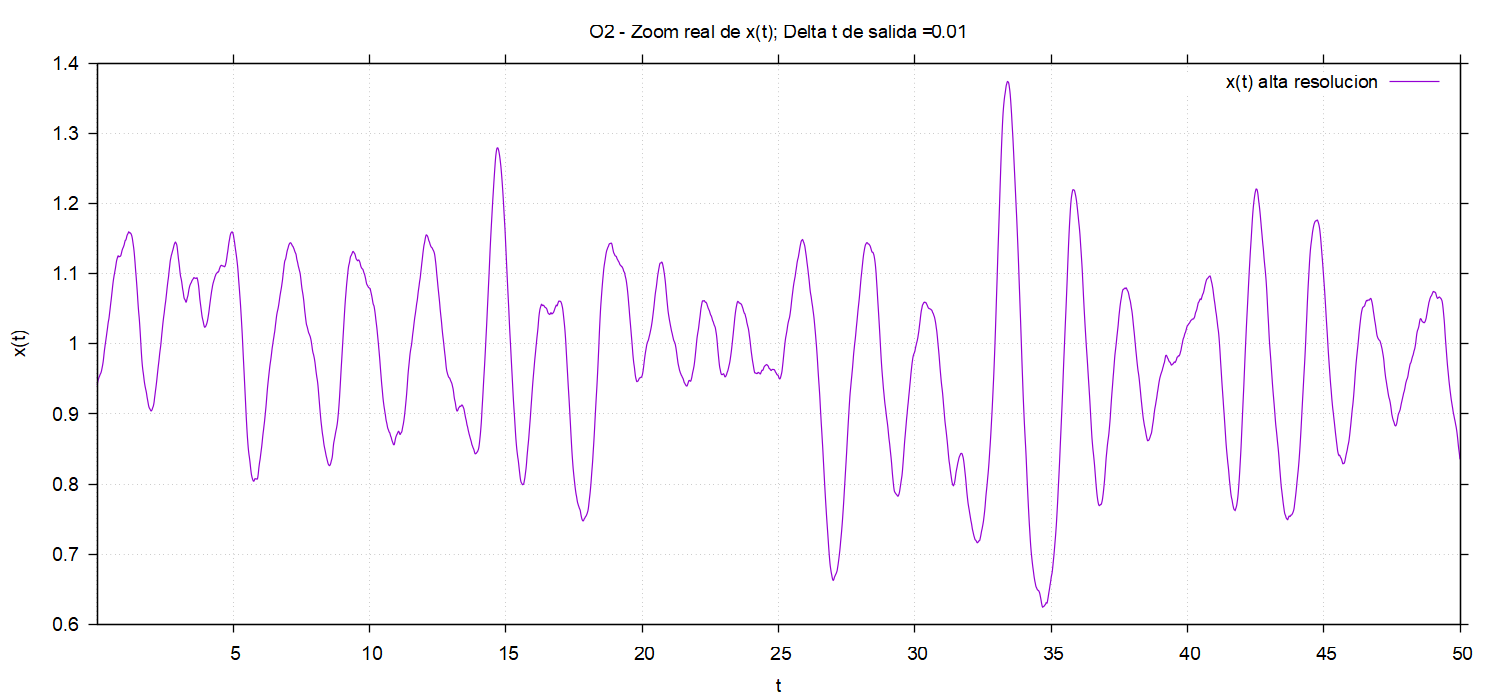 O2 - Zoom real de x(t); Delta t de salida =0.01
x(t) alta resolucion
1.4
1.3
1.2
1.1
1
0.9
0.8
0.7
0.6
x(t)
5 10 15 20 25 30 35 40 45 50
t